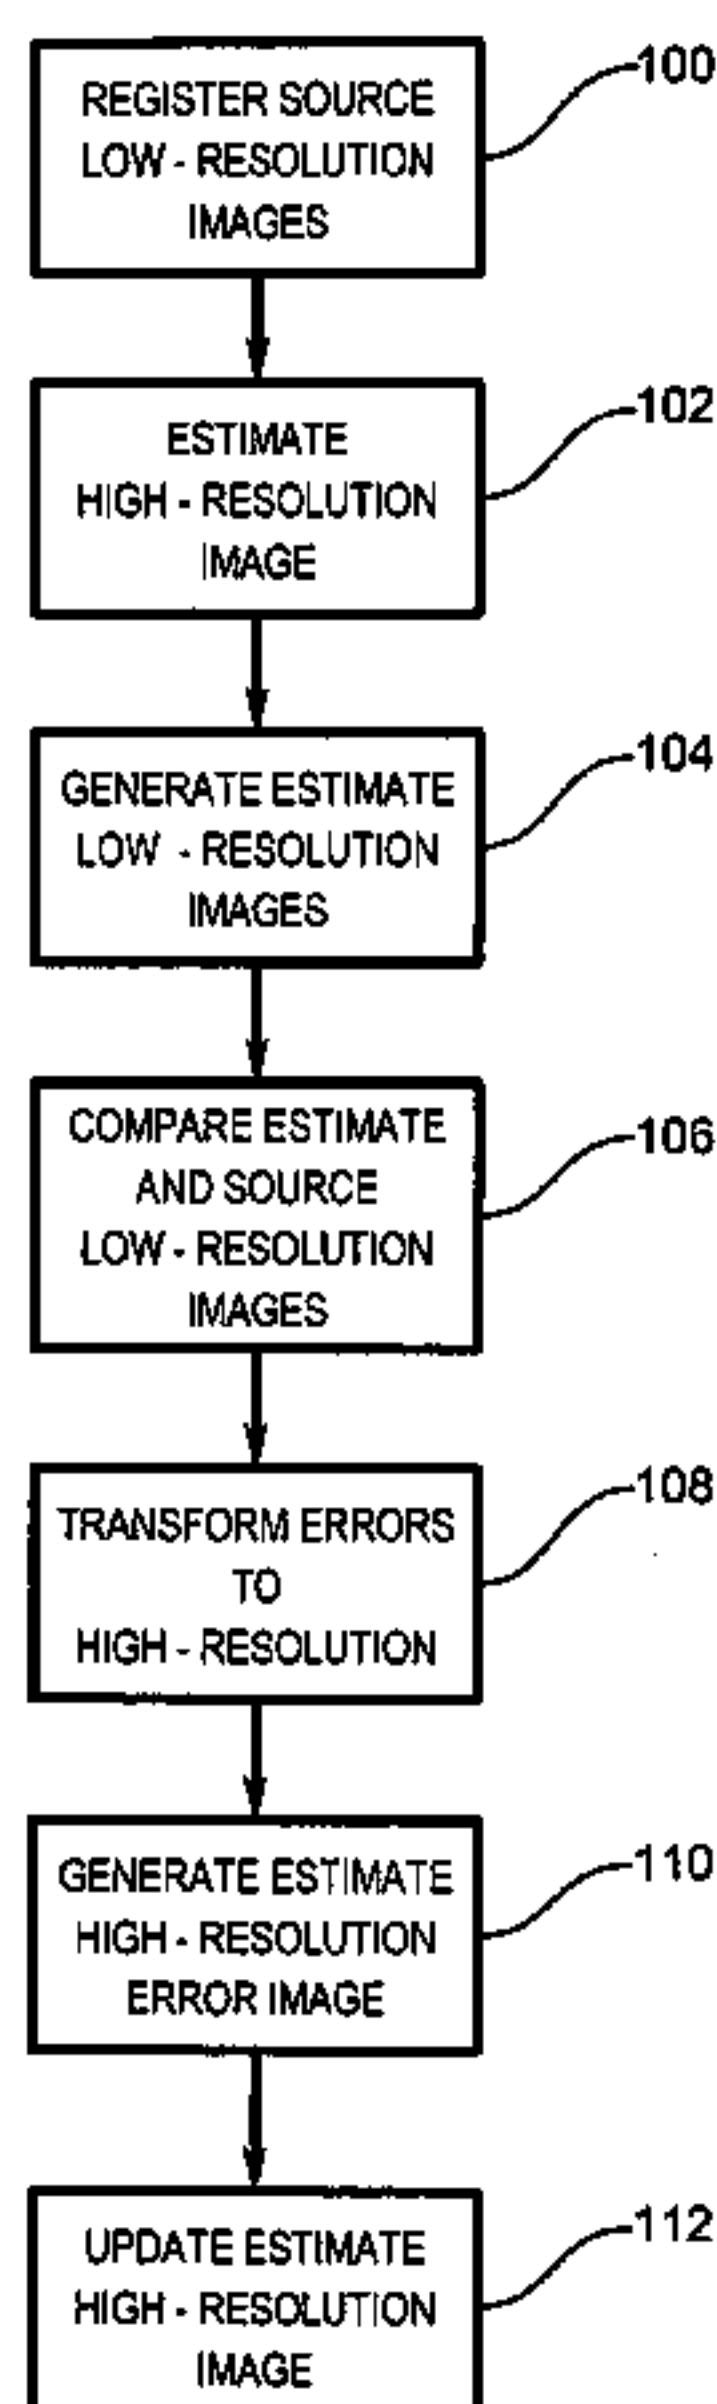 100
REGISTER SOURCE
LOW - RESOLUTION
IMAGES
102
ESTIMATE
HIGH - RESOLUTION
IMAGE
104
GENERATE ESTIMATE
LOW - RESOLUTION
IMAGES
106
COMPARE ESTIMATE
AND SOURCE
LOW - RESOLUTION
IMAGES
108
TRANSFORM ERRORS
TO
HIGH - RESOLUTION
110
GENERATE ESTIMATE
HIGH - RESOLUTION
ERROR IMAGE
112
UPDATE ESTIMATE
HIGH - RESOLUTION
IMAGE